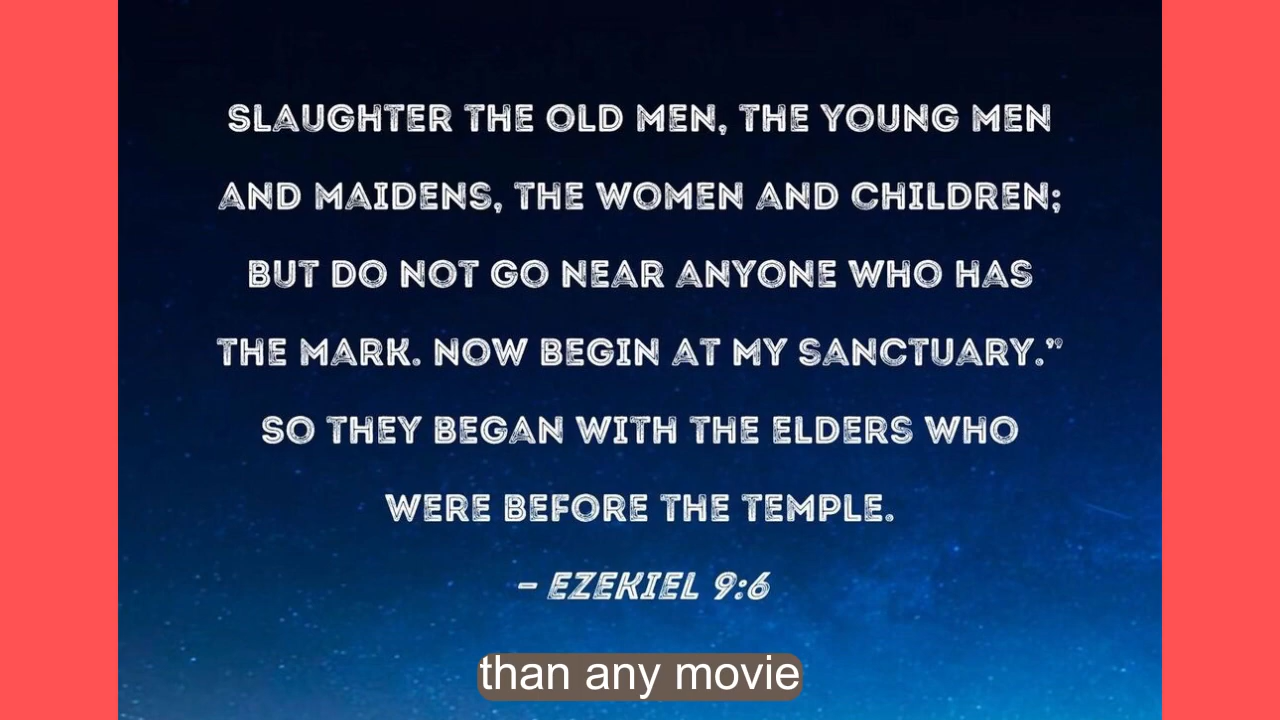 SLAUGHTER THE OLD MEN, THE YOUNG MEN
AND MAIDENS, THE WOMEN AND CHILDREN;
BUT DO NOT GO NEAR ANYONE WHO HAS
THE MARK. NOW BEGIN AT MY SANCTUARY.”
SO THEY BEGAN WITH THE ELDERS WHO
WERE BEFORE THE TEMPLE.
– EZEKIEL 9:6
than any movie